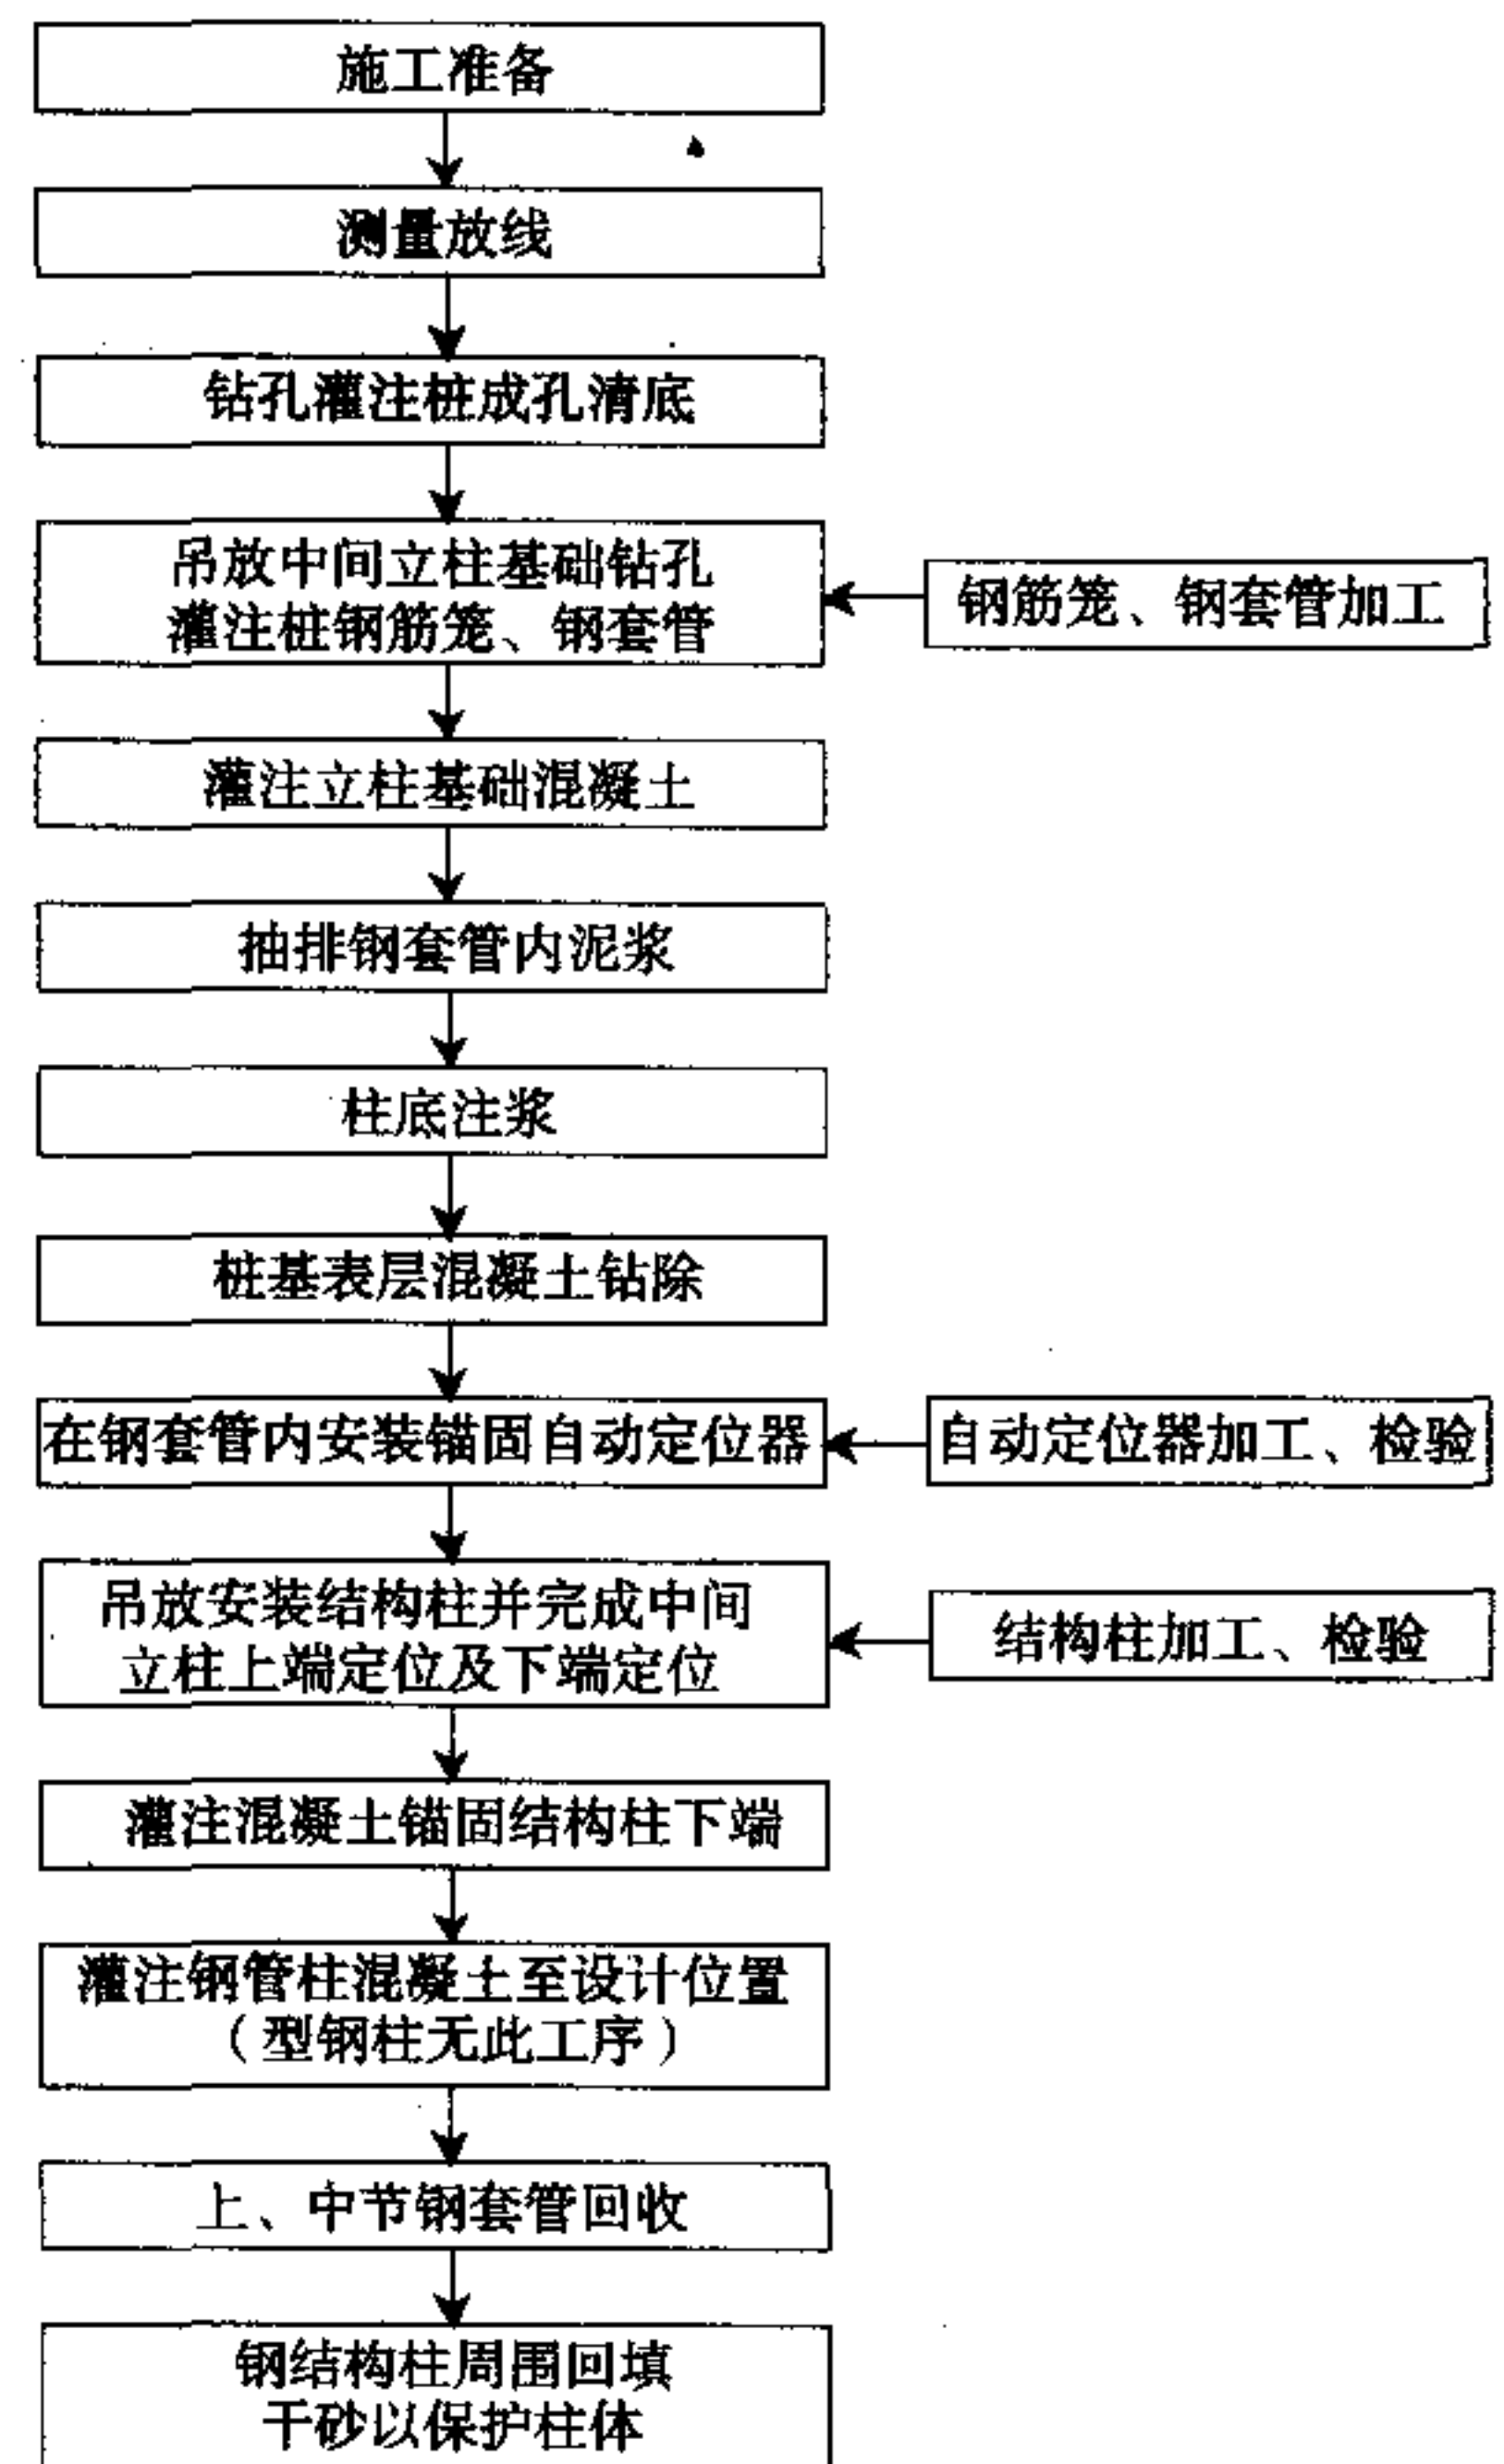 施工准备
测量放线
钻孔灌注桩成孔清底
吊放中间立柱基础钻孔
灌注桩钢筋笼、钢套管
钢筋笼、钢套管加工
灌注立柱基础混凝土
抽排钢套管内泥浆
柱底注浆
桩基表层混凝土钻除
在钢套管内安装锚固自动定位器
自动定位器加工、检验
吊放安装结构柱并完成中间
立柱上端定位及下端定位
结构柱加工、检验
灌注混凝土锚固结构柱下端
灌注钢管柱混凝土至设计位置
（型钢柱无此工序）
上、中节钢套管回收
钢结构柱周围回填
干砂以保护柱体